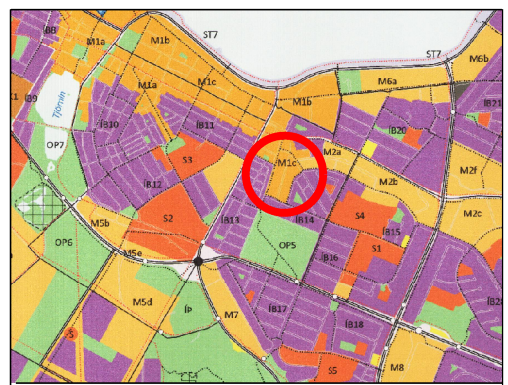 ST7
M6b
ÍB8
M1a
M1b
ST7
M1a
M1c
M6a
ÍB9
Tjörnin
M1b
ÍB21
ÍB10
ÍB11
ÍB20
OP7
S3
M1c
M2a
ÍB12
M2b
M2f
M5b
S2
ÍB13
ÍB14
S4
M2c
OP6
OP5
ÍB15
S1
M5e
ÍB16
M5d
ÍP
M7
ÍB17
ÍB18
S
S5
M8